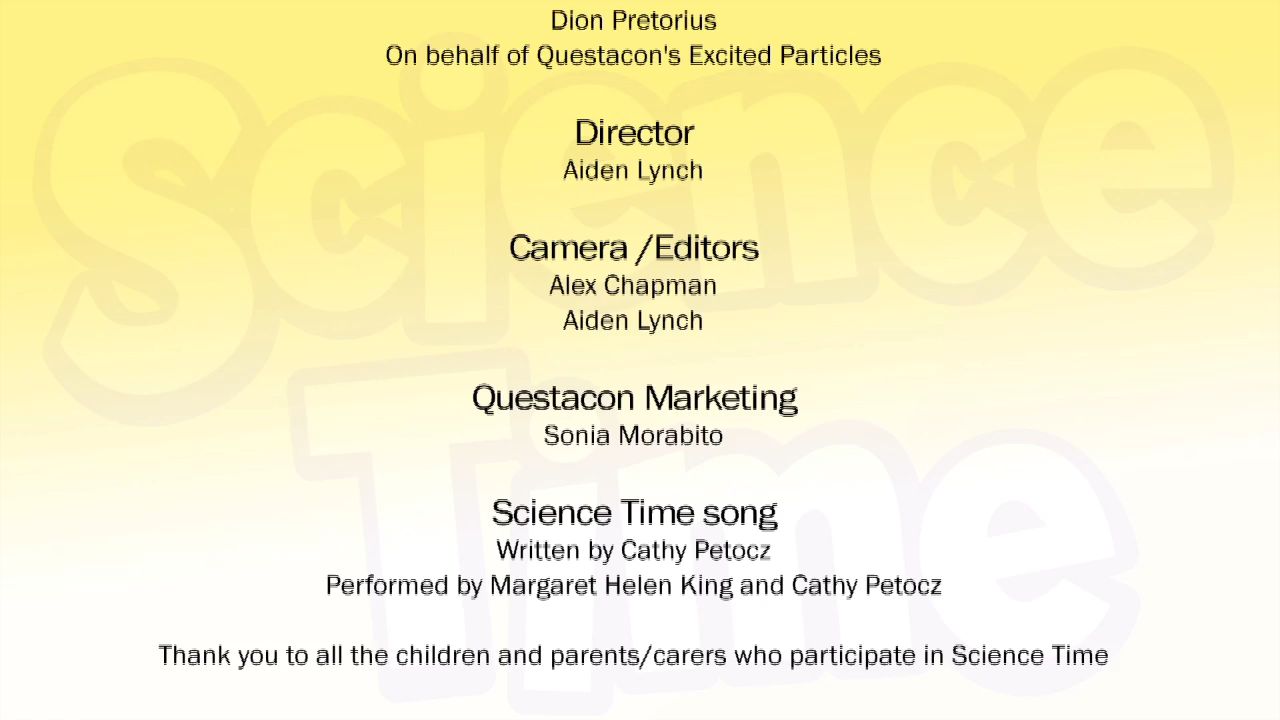 Dion Pretorius
On behalf of Questacon's Excited Particles
Director
Aiden Lynch
Camera /Editors
Alex Chapman
Aiden Lynch
Questacon Marketing
Sonia Morabito
Science Time song
Written by Cathy Petocz
Performed by Margaret Helen King and Cathy Petocz
Thank you to all the children and parents/carers who participate in Science Time
Science
Time